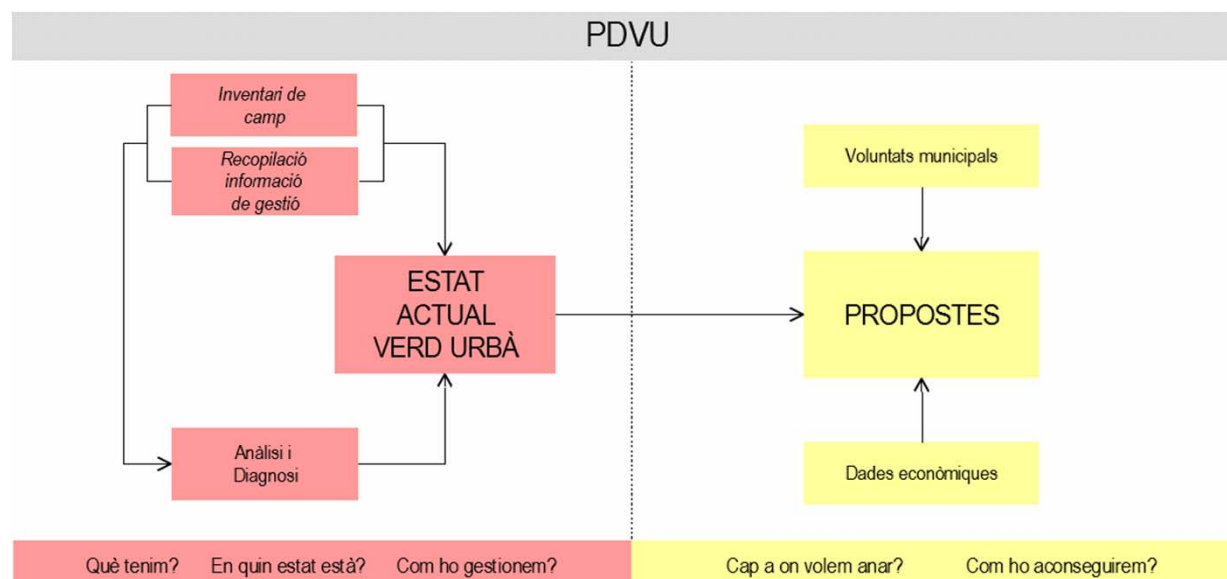 PDVU
Inventari de
camp
Recopilació
informació
de gestió
ESTAT
ACTUAL
VERD URBÀ
Anàlisi i
Diagnosi
Voluntats municipals
PROPOSTES
Dades econòmiques
Què tenim? En quin estat està? Com ho gestionem?
Cap a on volem anar? Com ho aconseguirem?